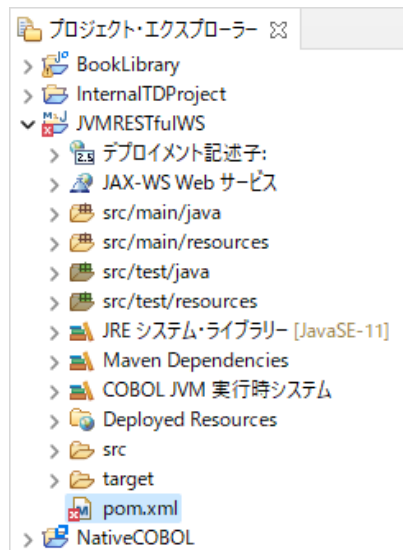 プロジェクト・エクスプローラー
BookLibrary
InternalTDProject
JVMRESTfulWS
デプロイメント記述子:
JAX-WS Web サービス
src/main/java
src/main/resources
src/test/java
src/test/resources
JRE システム・ライブラリー [JavaSE-11]
Maven Dependencies
COBOL JVM 実行時システム
Deployed Resources
src
target
pom.xml
NativeCOBOL